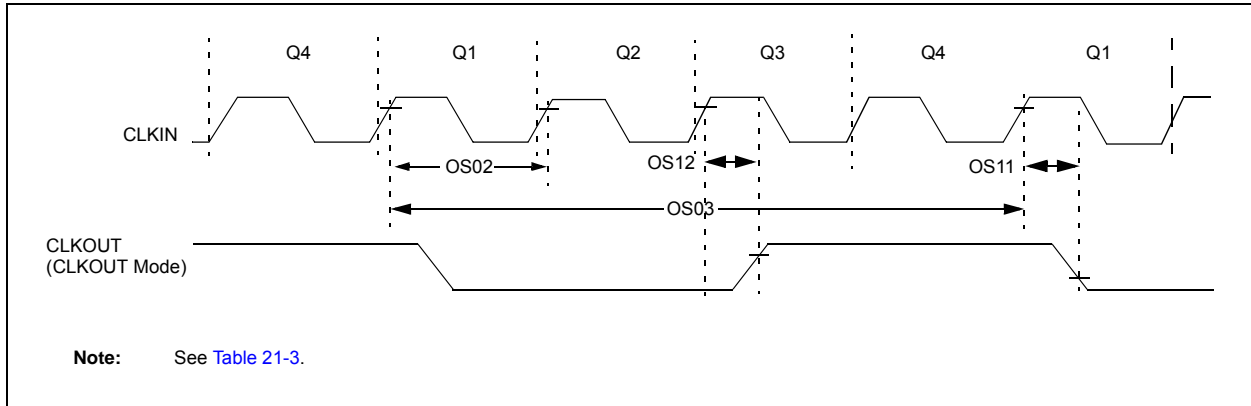 Q4 Q1 Q2 Q3 Q4 Q1
CLKIN
OS02 OS12 OS11
OS03
CLKOUT
(CLKOUT Mode)
Note: See Table 21-3.